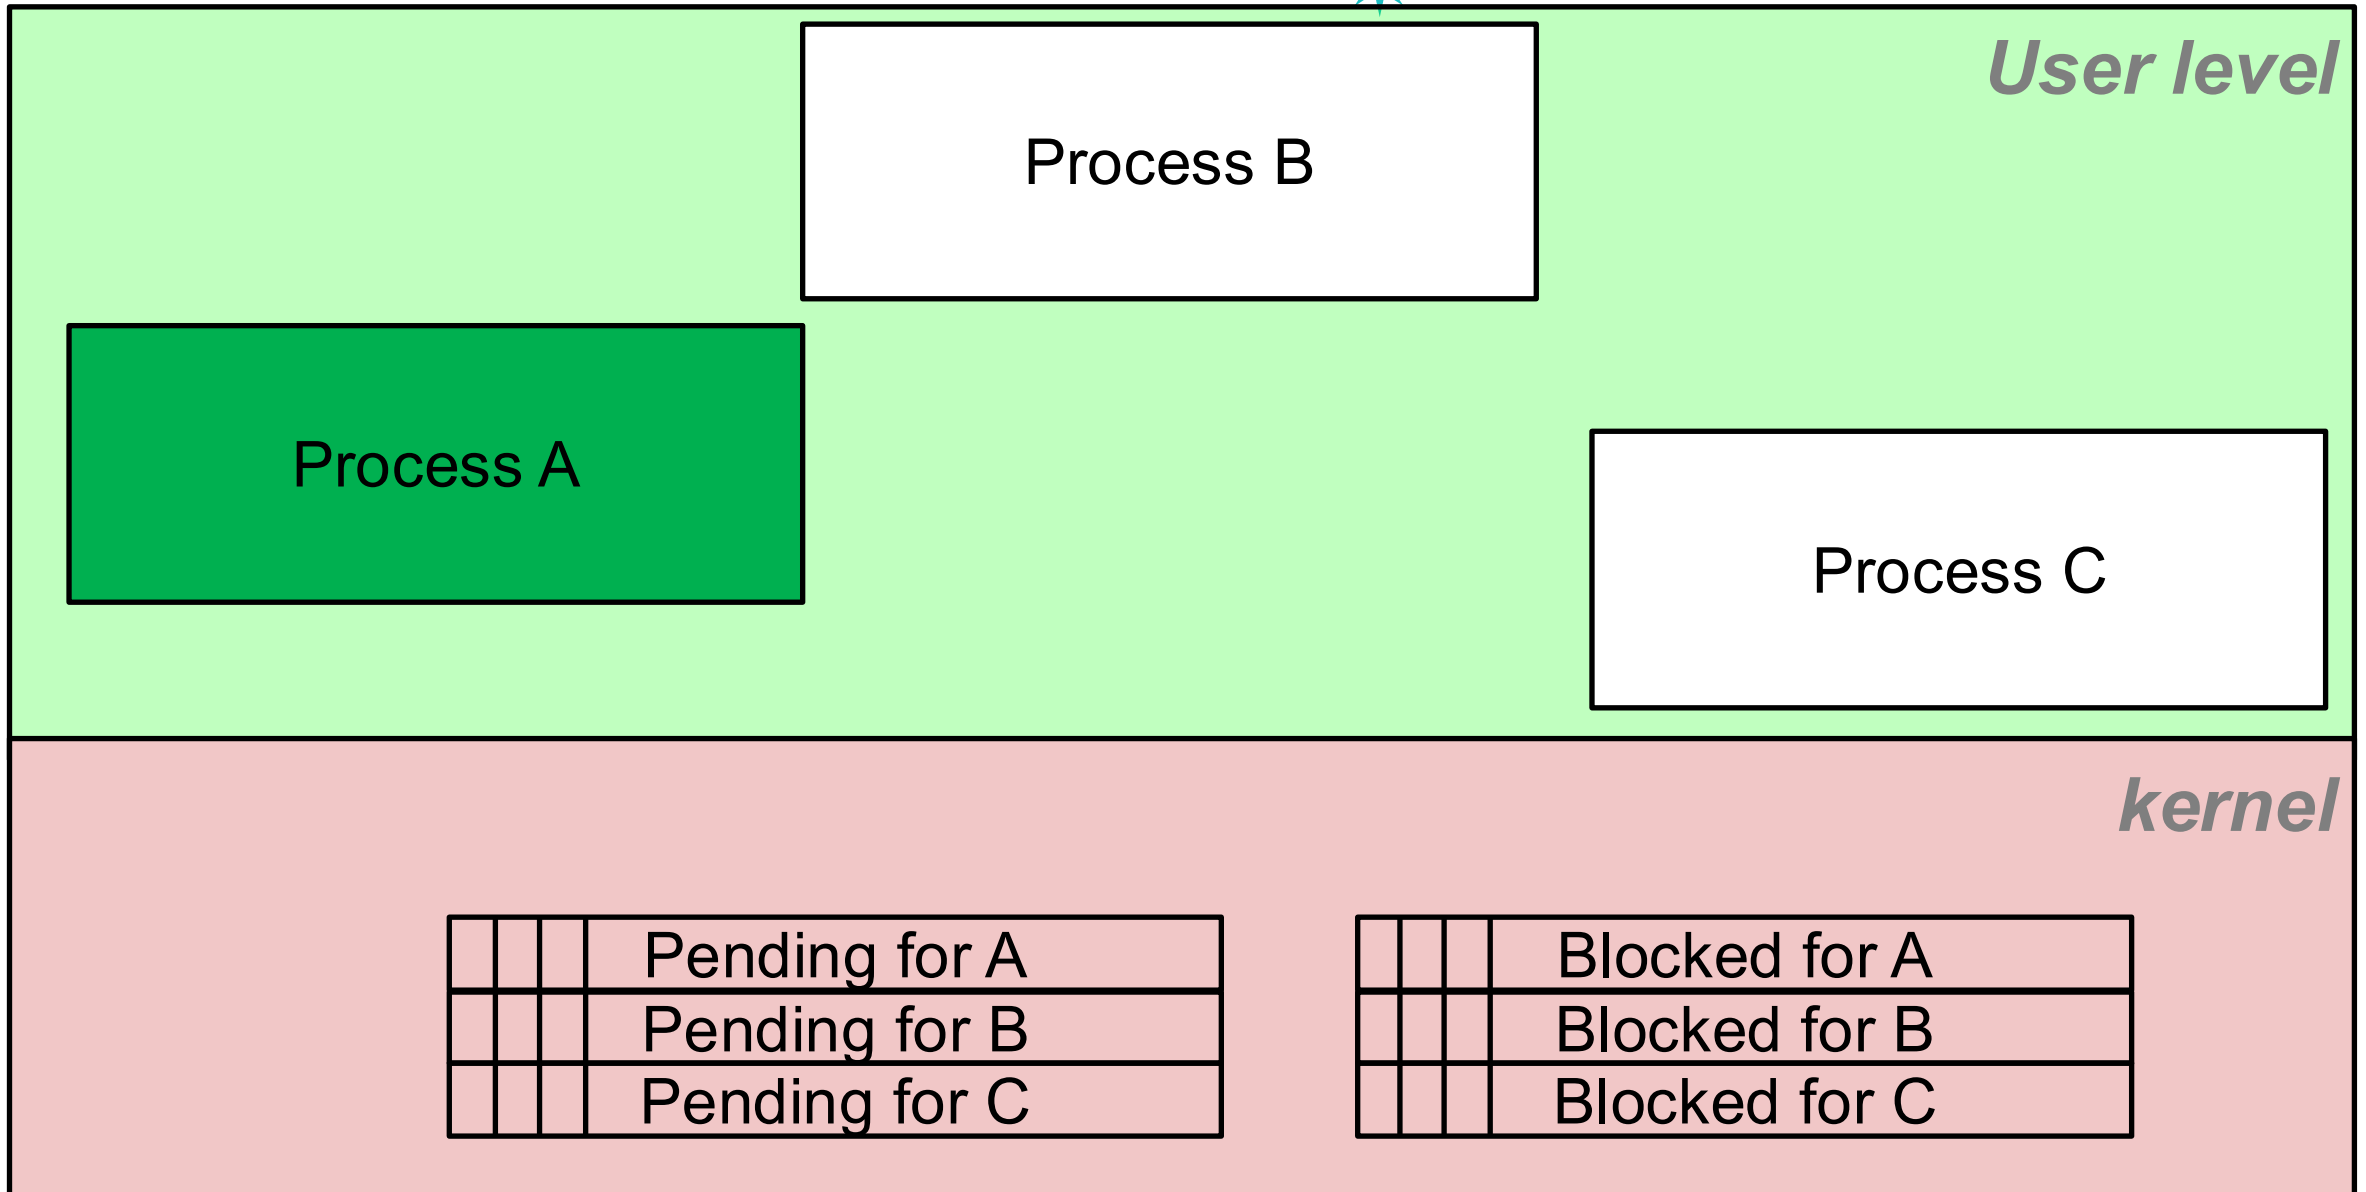 User level
Process B
Process A
Process C
kernel
Pending for A
Pending for B
Pending for C
Blocked for A
Blocked for B
Blocked for C